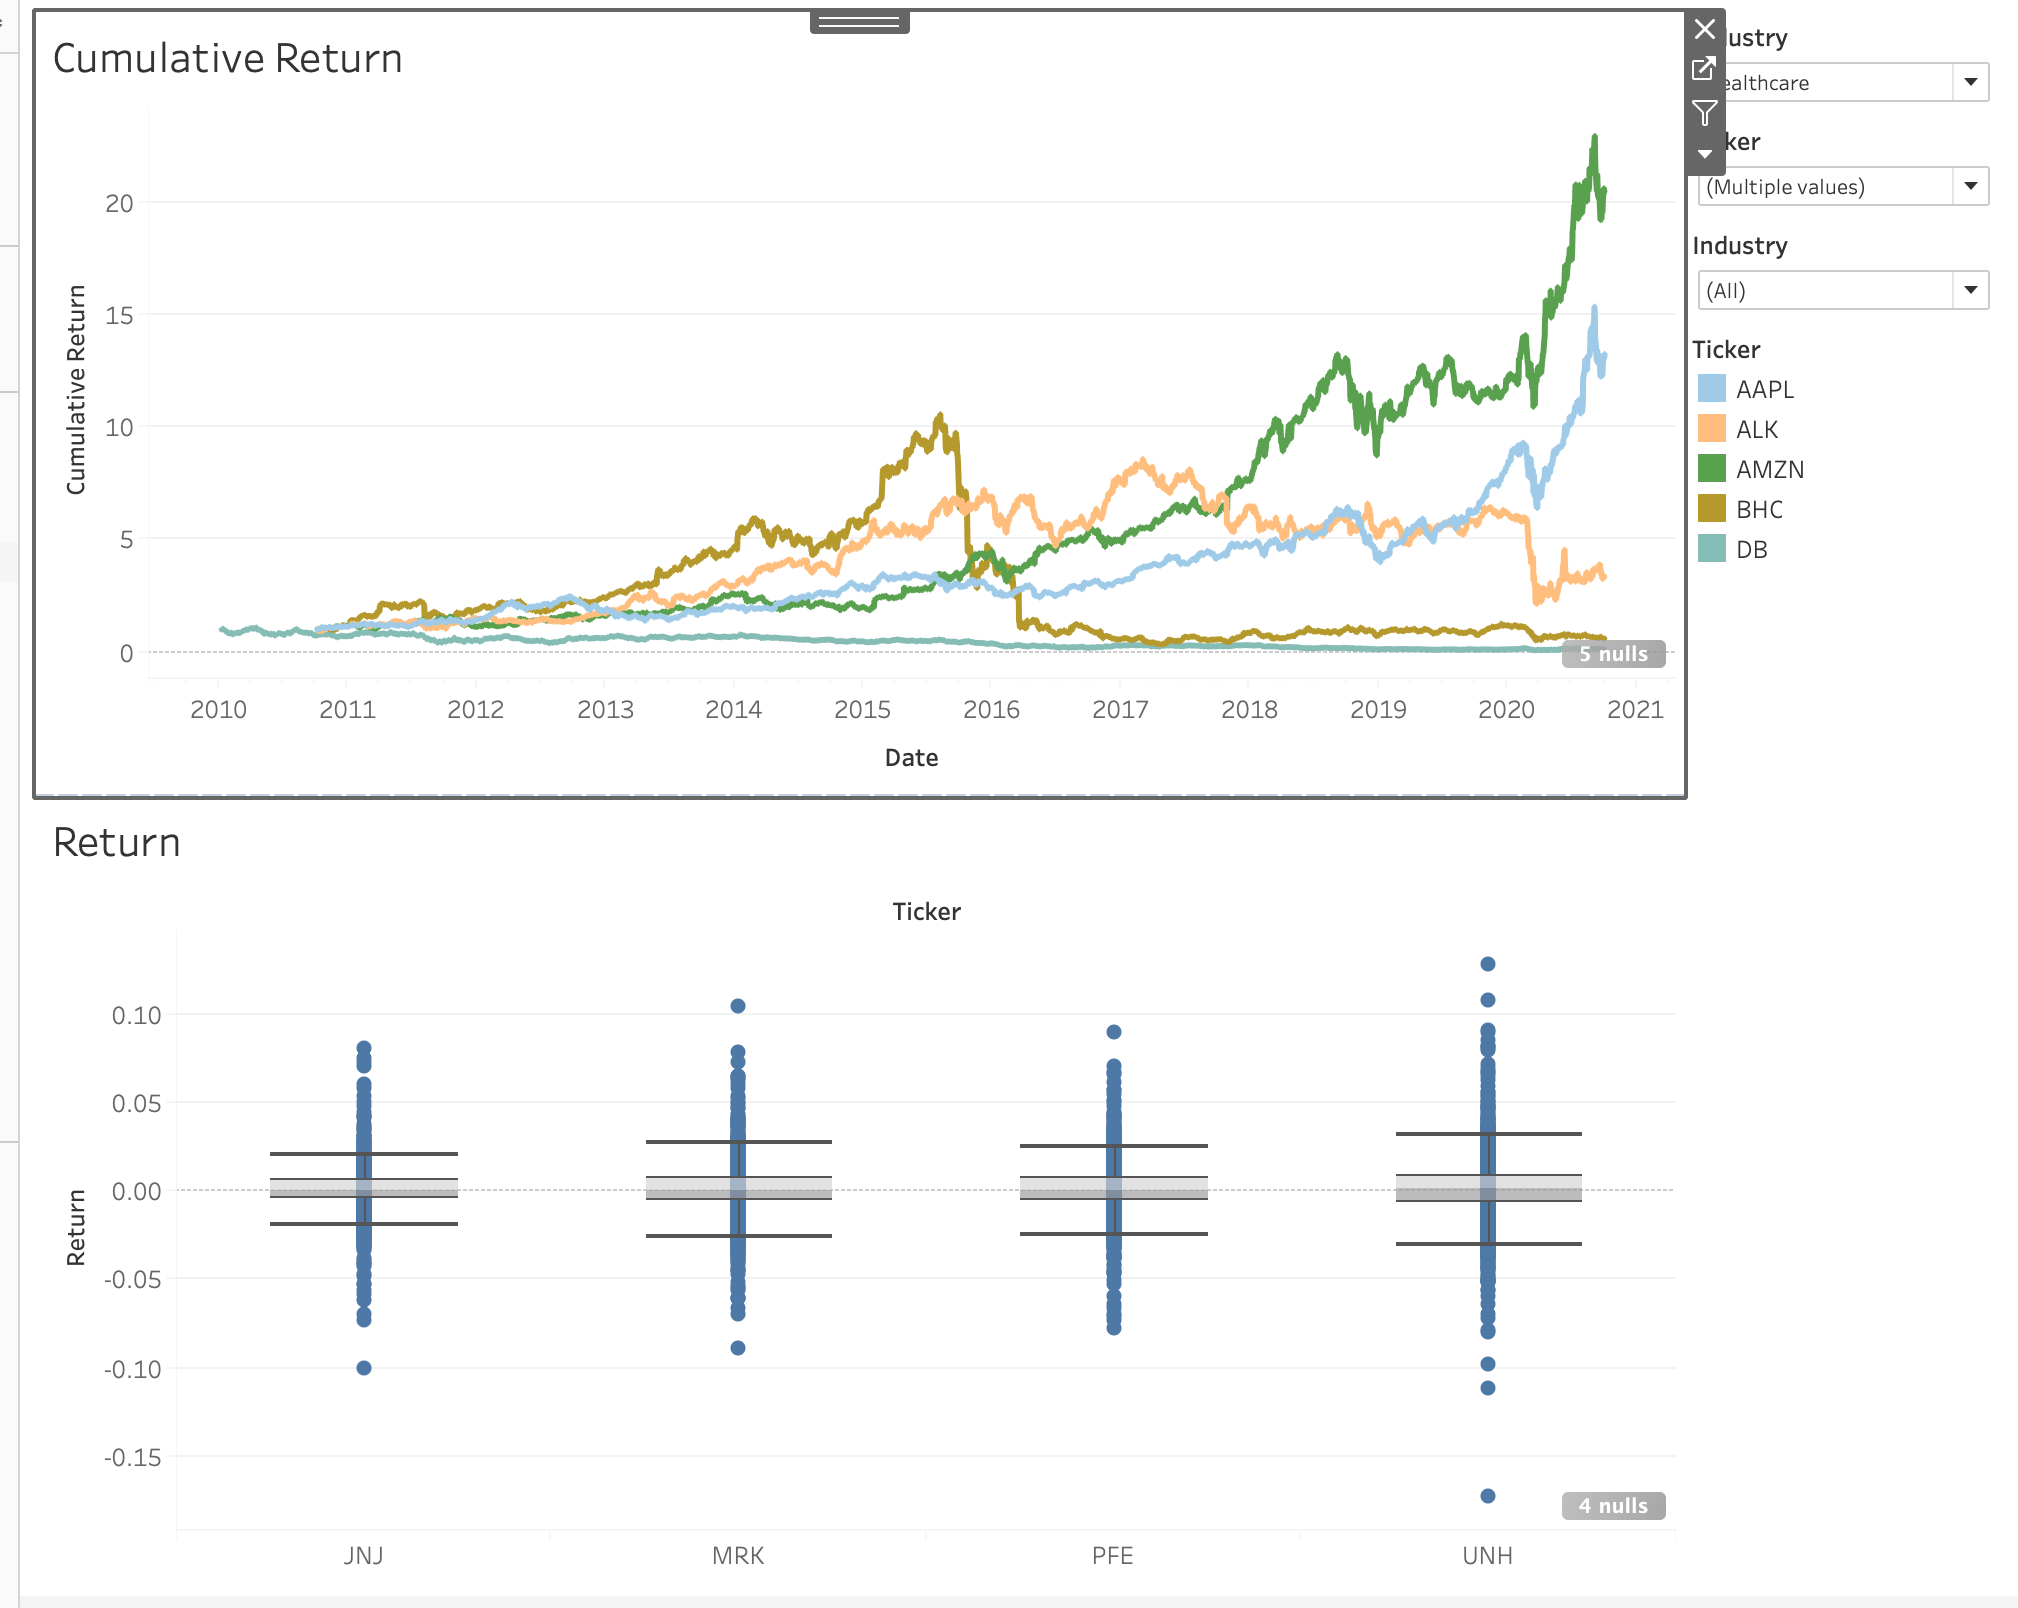 Cumulative Return
Cumulative Return
20
15
10
5
0
5 nulls
2010 2011 2012 2013 2014 2015 2016 2017 2018 2019 2020 2021
Date
Return
Ticker
Return
0.10
0.05
0.00
-0.05
-0.10
-0.15
4 nulls
JNJ MRK PFE UNH
ustry
ealthcare
ker
(Multiple values)
Industry
(All)
Ticker
AAPL
ALK
AMZN
BHC
DB